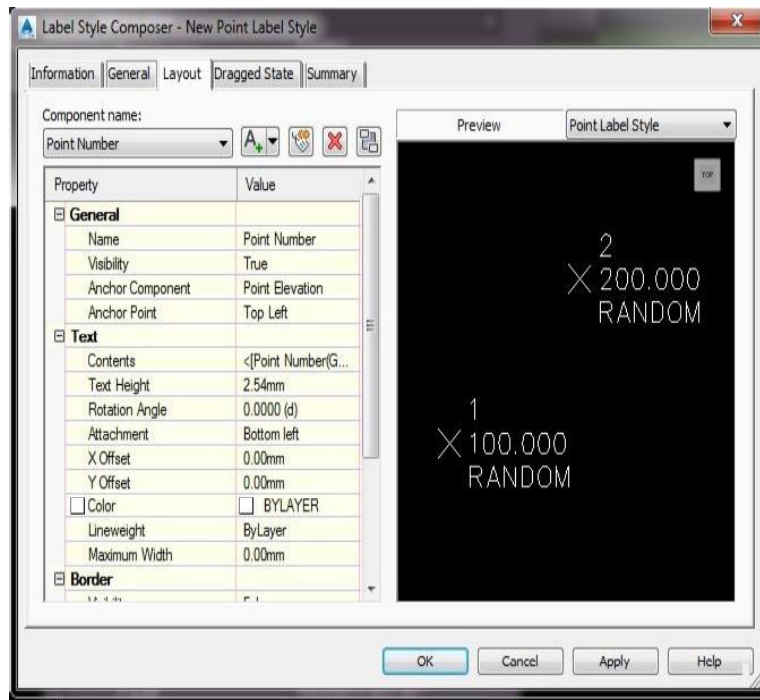 Label Style Composer - New Point Label Style
X
Information General Layout Dragged State Summary
Component name:
Point Number
Preview
Point Label Style
Property Value
General
Name Point Number
Visibility True
Anchor Component Point Elevation
Anchor Point Top Left
Text
Contents <[Point Number(G...
Text Height 2.54mm
Rotation Angle 0.0000 (d)
Attachment Bottom left
X Offset 0.00mm
Y Offset 0.00mm
Color BYLAYER
Lineweight ByLayer
Maximum Width 0.00mm
Border
TOP
2
200.000
RANDOM
1
100.000
RANDOM
OK Cancel Apply Help